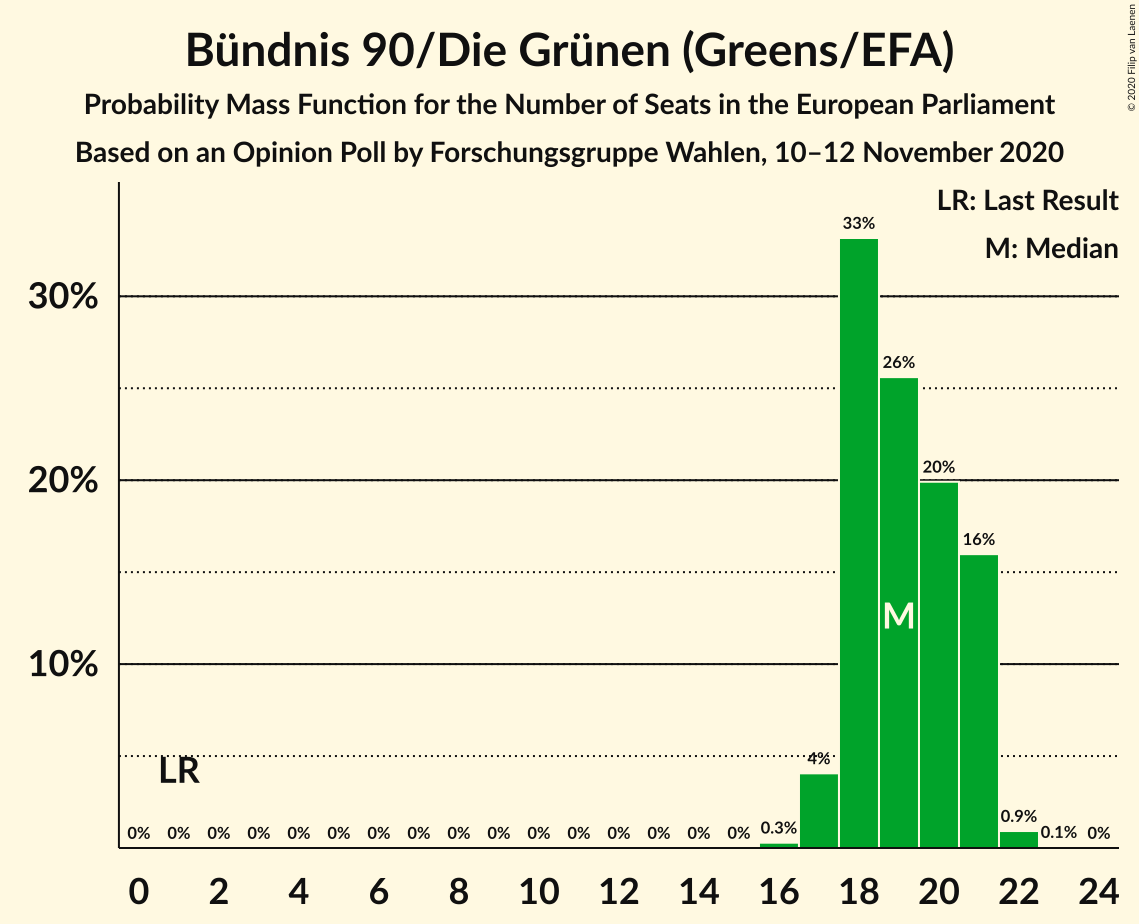 Bündnis 90/Die Grünen (Greens/EFA)
Probability Mass Function for the Number of Seats in the European Parliament
Based on an Opinion Poll by Forschungsgruppe Wahlen, 10–12 November 2020
© 2020 Filip van Laenen
LR: Last Result
M: Median
33%
30%
26%
20%
20%
16%
M
10%
4%
LR
0% 0% 0% 0% 0% 0% 0% 0% 0% 0% 0% 0% 0% 0% 0% 0% 0.3% 0.9% 0.1% 0%
0 2 4 6 8 10 12 14 16 18 20 22 24